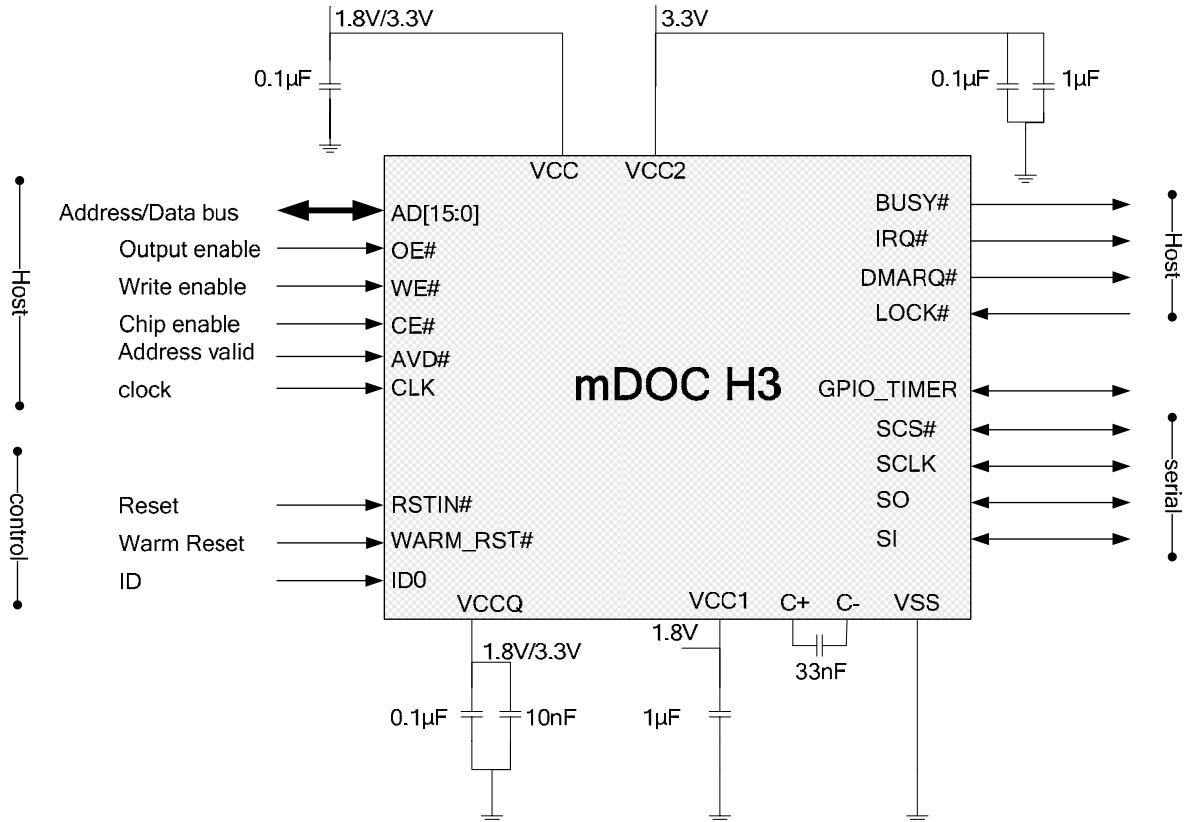 1.8V/3.3V
3.3V
0.1µF
0.1µF
1µF
VCC
VCC2
Host
Address/Data bus
AD[15:0]
Output enable
OE#
Write enable
WE#
Chip enable
CE#
Address valid
AVD#
clock
CLK
mDOC H3
BUSY#
IRQ#
DMARQ#
LOCK#
Host
GPIO_TIMER
SCS#
SCLK
SO
SI
serial
control
Reset
RSTIN#
Warm Reset
WARM_RST#
ID
ID0
VCCQ
VCC1
C+
C-
VSS
1.8V/3.3V
1.8V
33nF
0.1µF
10nF
1µF